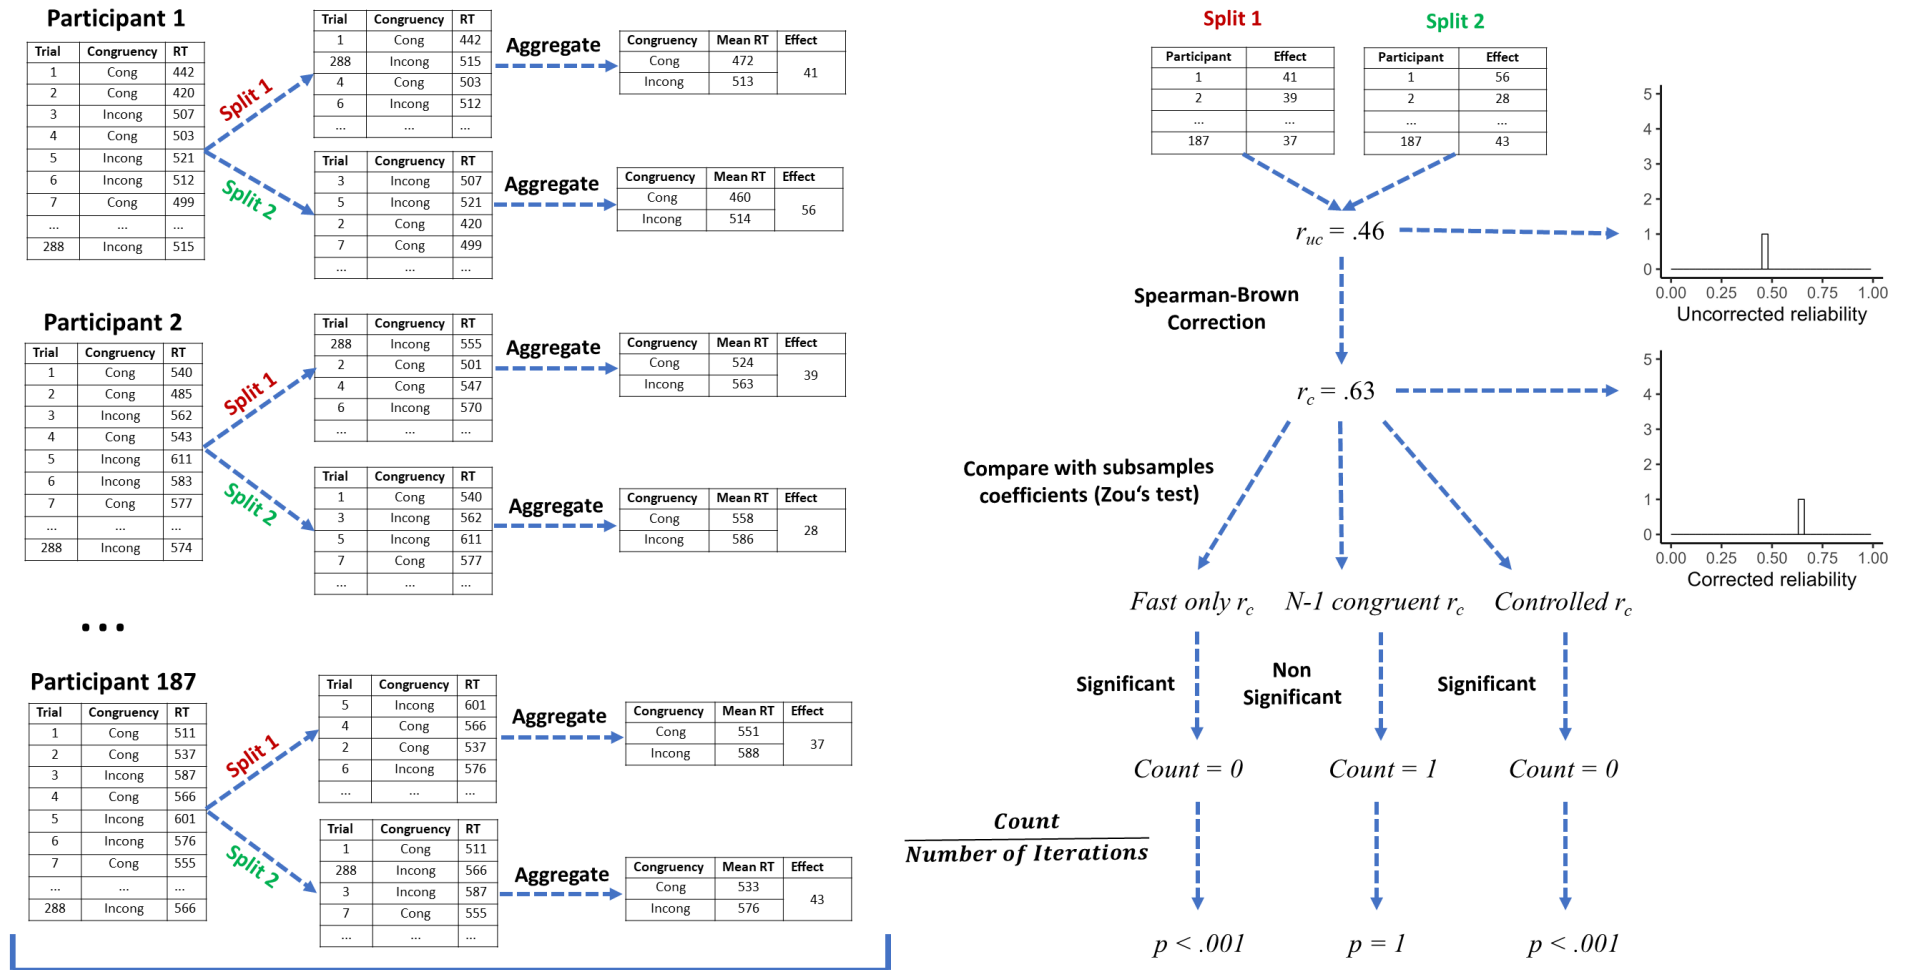 Participant 1
Trial Congruency RT
1 Cong 442
2 Cong 420
3 Incong 507
4 Cong 503
5 Incong 521
6 Incong 512
7 Cong 499
... ... ...
288 Incong 515
Split 1
Split 2
Trial Congruency RT
1 Cong 442
288 Incong 515
4 Cong 503
6 Incong 512
... ... ...
Aggregate
Congruency Mean RT Effect
Cong 472 41
Incong 513
Trial Congruency RT
3 Incong 507
5 Incong 521
2 Cong 420
7 Cong 499
... ... ...
Aggregate
Congruency Mean RT Effect
Cong 460 56
Incong 514
Participant 2
Trial Congruency RT
1 Cong 540
2 Cong 485
3 Incong 562
4 Cong 543
5 Incong 611
6 Incong 583
7 Cong 577
... ... ...
288 Incong 574
Split 1
Split 2
Trial Congruency RT
288 Incong 555
2 Cong 501
4 Cong 547
6 Incong 570
... ... ...
Aggregate
Congruency Mean RT Effect
Cong 524 39
Incong 563
Trial Congruency RT
1 Cong 540
3 Incong 562
5 Incong 611
7 Cong 577
... ... ...
Aggregate
Congruency Mean RT Effect
Cong 558 28
Incong 586
...
Participant 187
Trial Congruency RT
1 Cong 511
2 Cong 537
3 Incong 587
4 Cong 566
5 Incong 601
6 Incong 576
7 Cong 555
... ... ...
288 Incong 566
Split 1
Split 2
Trial Congruency RT
5 Incong 601
4 Cong 566
2 Cong 537
6 Incong 576
... ... ...
Aggregate
Congruency Mean RT Effect
Cong 551 37
Incong 588
Trial Congruency RT
1 Cong 511
288 Incong 566
3 Incong 587
7 Cong 555
... ... ...
Aggregate
Congruency Mean RT Effect
Cong 533 43
Incong 576
Split 1
Participant Effect
1 41
2 39
... ...
187 37
Split 2
Participant Effect
1 56
2 28
... ...
187 43
r_uc = .46
5
4
3
2
1
0
0.00 0.25 0.50 0.75 1.00
Uncorrected reliability
Spearman-Brown
Correction
r_c = .63
5
4
3
2
1
0
0.00 0.25 0.50 0.75 1.00
Corrected reliability
Compare with subsamples
coefficients (Zou‘s test)
Fast only r_c N-1 congruent r_c Controlled r_c
Significant
Non
Significant
Significant
Count = 0 Count = 1 Count = 0
Count
Number of Iterations
p < .001 p = 1 p < .001